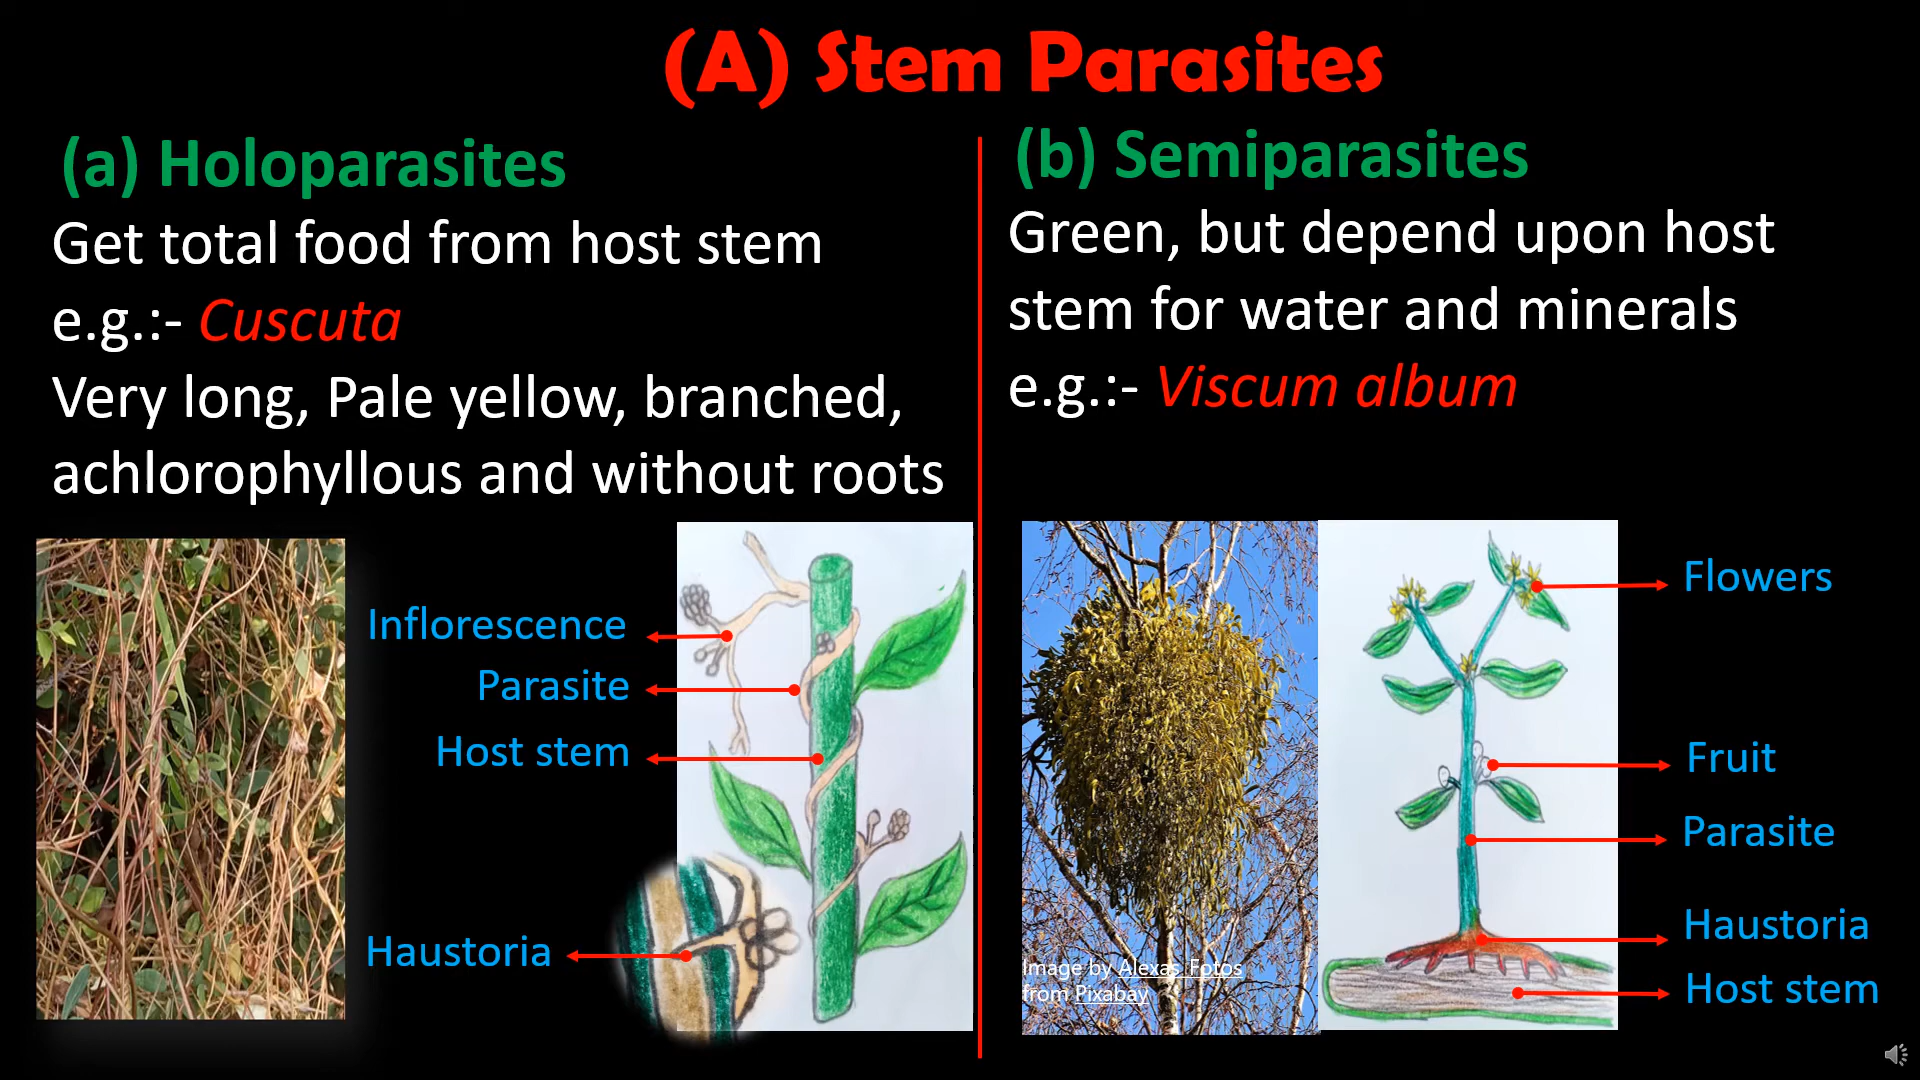 (A) Stem Parasites
(a) Holoparasites
Get total food from host stem
e.g.:- Cuscuta
Very long, Pale yellow, branched,
achlorophyllous and without roots
Inflorescence
Parasite
Host stem
Haustoria
(b) Semiparasites
Green, but depend upon host
stem for water and minerals
e.g.:- Viscum album
Image by Alexas_Fotos
from Pixabay
Flowers
Fruit
Parasite
Haustoria
Host stem